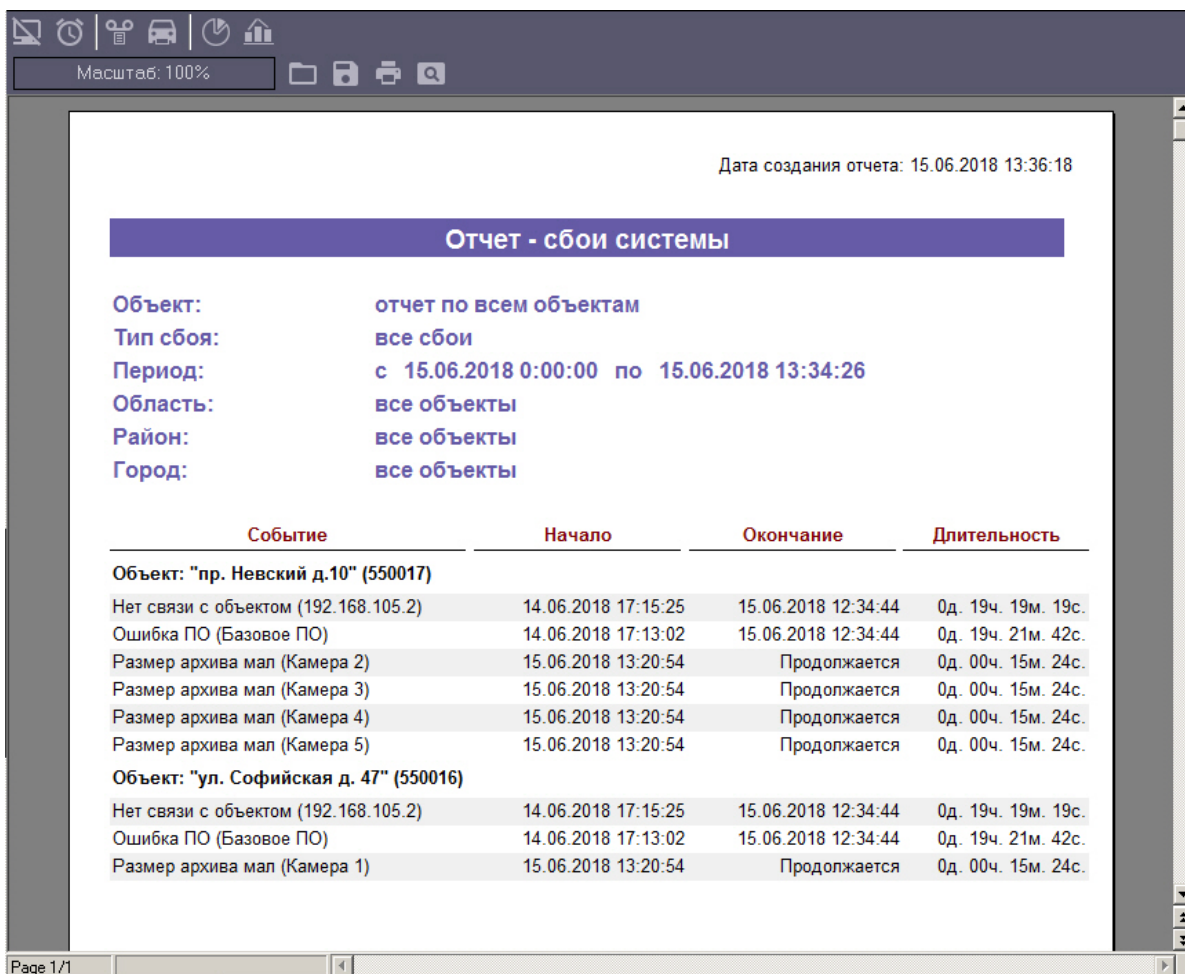 Масштаб: 100%
Дата создания отчета: 15.06.2018 13:36:18
Отчет - сбои системы
Объект: отчет по всем объектам
Тип сбоя: все сбои
Период: с 15.06.2018 0:00:00 по 15.06.2018 13:34:26
Область: все объекты
Район: все объекты
Город: все объекты
Событие Начало Окончание Длительность
Объект: "пр. Невский д.10" (550017)
Нет связи с объектом (192.168.105.2) 14.06.2018 17:15:25 15.06.2018 12:34:44 0д. 19ч. 19м. 19с.
Ошибка ПО (Базовое ПО) 14.06.2018 17:13:02 15.06.2018 12:34:44 0д. 19ч. 21м. 42с.
Размер архива мал (Камера 2) 15.06.2018 13:20:54 Продолжается 0д. 00ч. 15м. 24с.
Размер архива мал (Камера 3) 15.06.2018 13:20:54 Продолжается 0д. 00ч. 15м. 24с.
Размер архива мал (Камера 4) 15.06.2018 13:20:54 Продолжается 0д. 00ч. 15м. 24с.
Размер архива мал (Камера 5) 15.06.2018 13:20:54 Продолжается 0д. 00ч. 15м. 24с.
Объект: "ул. Софийская д. 47" (550016)
Нет связи с объектом (192.168.105.2) 14.06.2018 17:15:25 15.06.2018 12:34:44 0д. 19ч. 19м. 19с.
Ошибка ПО (Базовое ПО) 14.06.2018 17:13:02 15.06.2018 12:34:44 0д. 19ч. 21м. 42с.
Размер архива мал (Камера 1) 15.06.2018 13:20:54 Продолжается 0д. 00ч. 15м. 24с.
Page 1/1